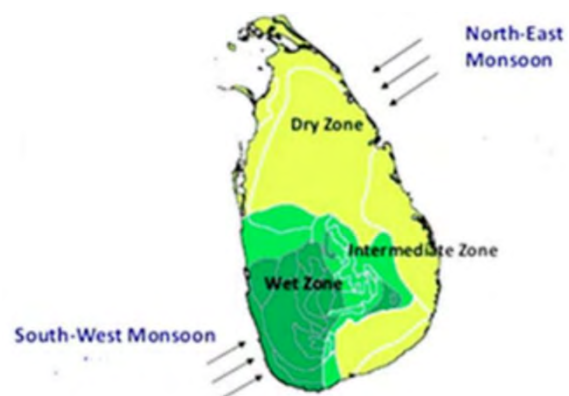 North-East
Monsoon
Dry Zone
Intermediate Zone
Wet Zone
South-West Monsoon